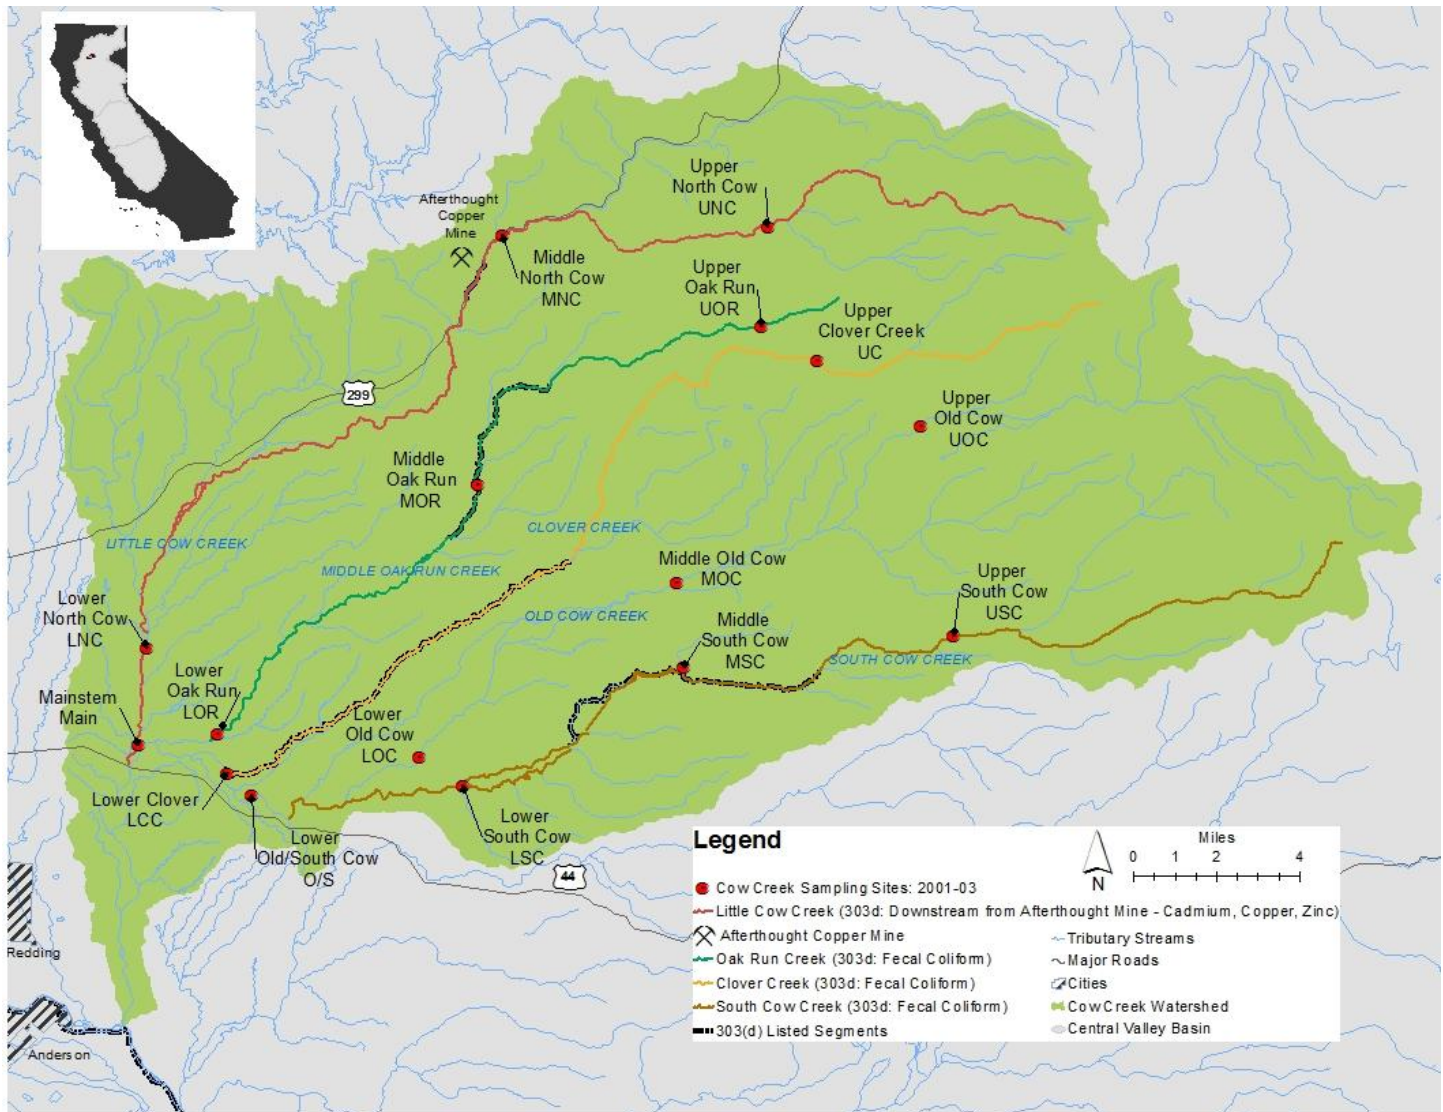 Afterthought
Copper
Mine
Upper
North Cow
UNC
Middle
North Cow
MNC
Upper
Oak Run
UOR
Upper
Clover Creek
UC
299
Upper
Old Cow
UOC
Middle
Oak Run
MOR
CLOVER CREEK
LITTLE COW CREEK
MIDDLE OAK RUN CREEK
Middle Old Cow
MOC
Upper
South Cow
USC
Lower
North Cow
LNC
OLD COW CREEK
Middle
South Cow
MSC
SOUTH COW CREEK
Lower
Oak Run
LOR
Mainstem
Main
Lower
Old Cow
LOC
Lower Clover
LCC
Lower
Old/South Cow
O/S
Lower
South Cow
LSC
44
Redding
Anderson
Legend
Miles
0 1 2 4
N
Cow Creek Sampling Sites: 2001-03
Little Cow Creek (303d: Downstream from Afterthought Mine - Cadmium, Copper, Zinc)
Afterthought Copper Mine
Oak Run Creek (303d: Fecal Coliform)
Clover Creek (303d: Fecal Coliform)
South Cow Creek (303d: Fecal Coliform)
303(d) Listed Segments
Tributary Streams
Major Roads
Cities
Cow Creek Watershed
Central Valley Basin